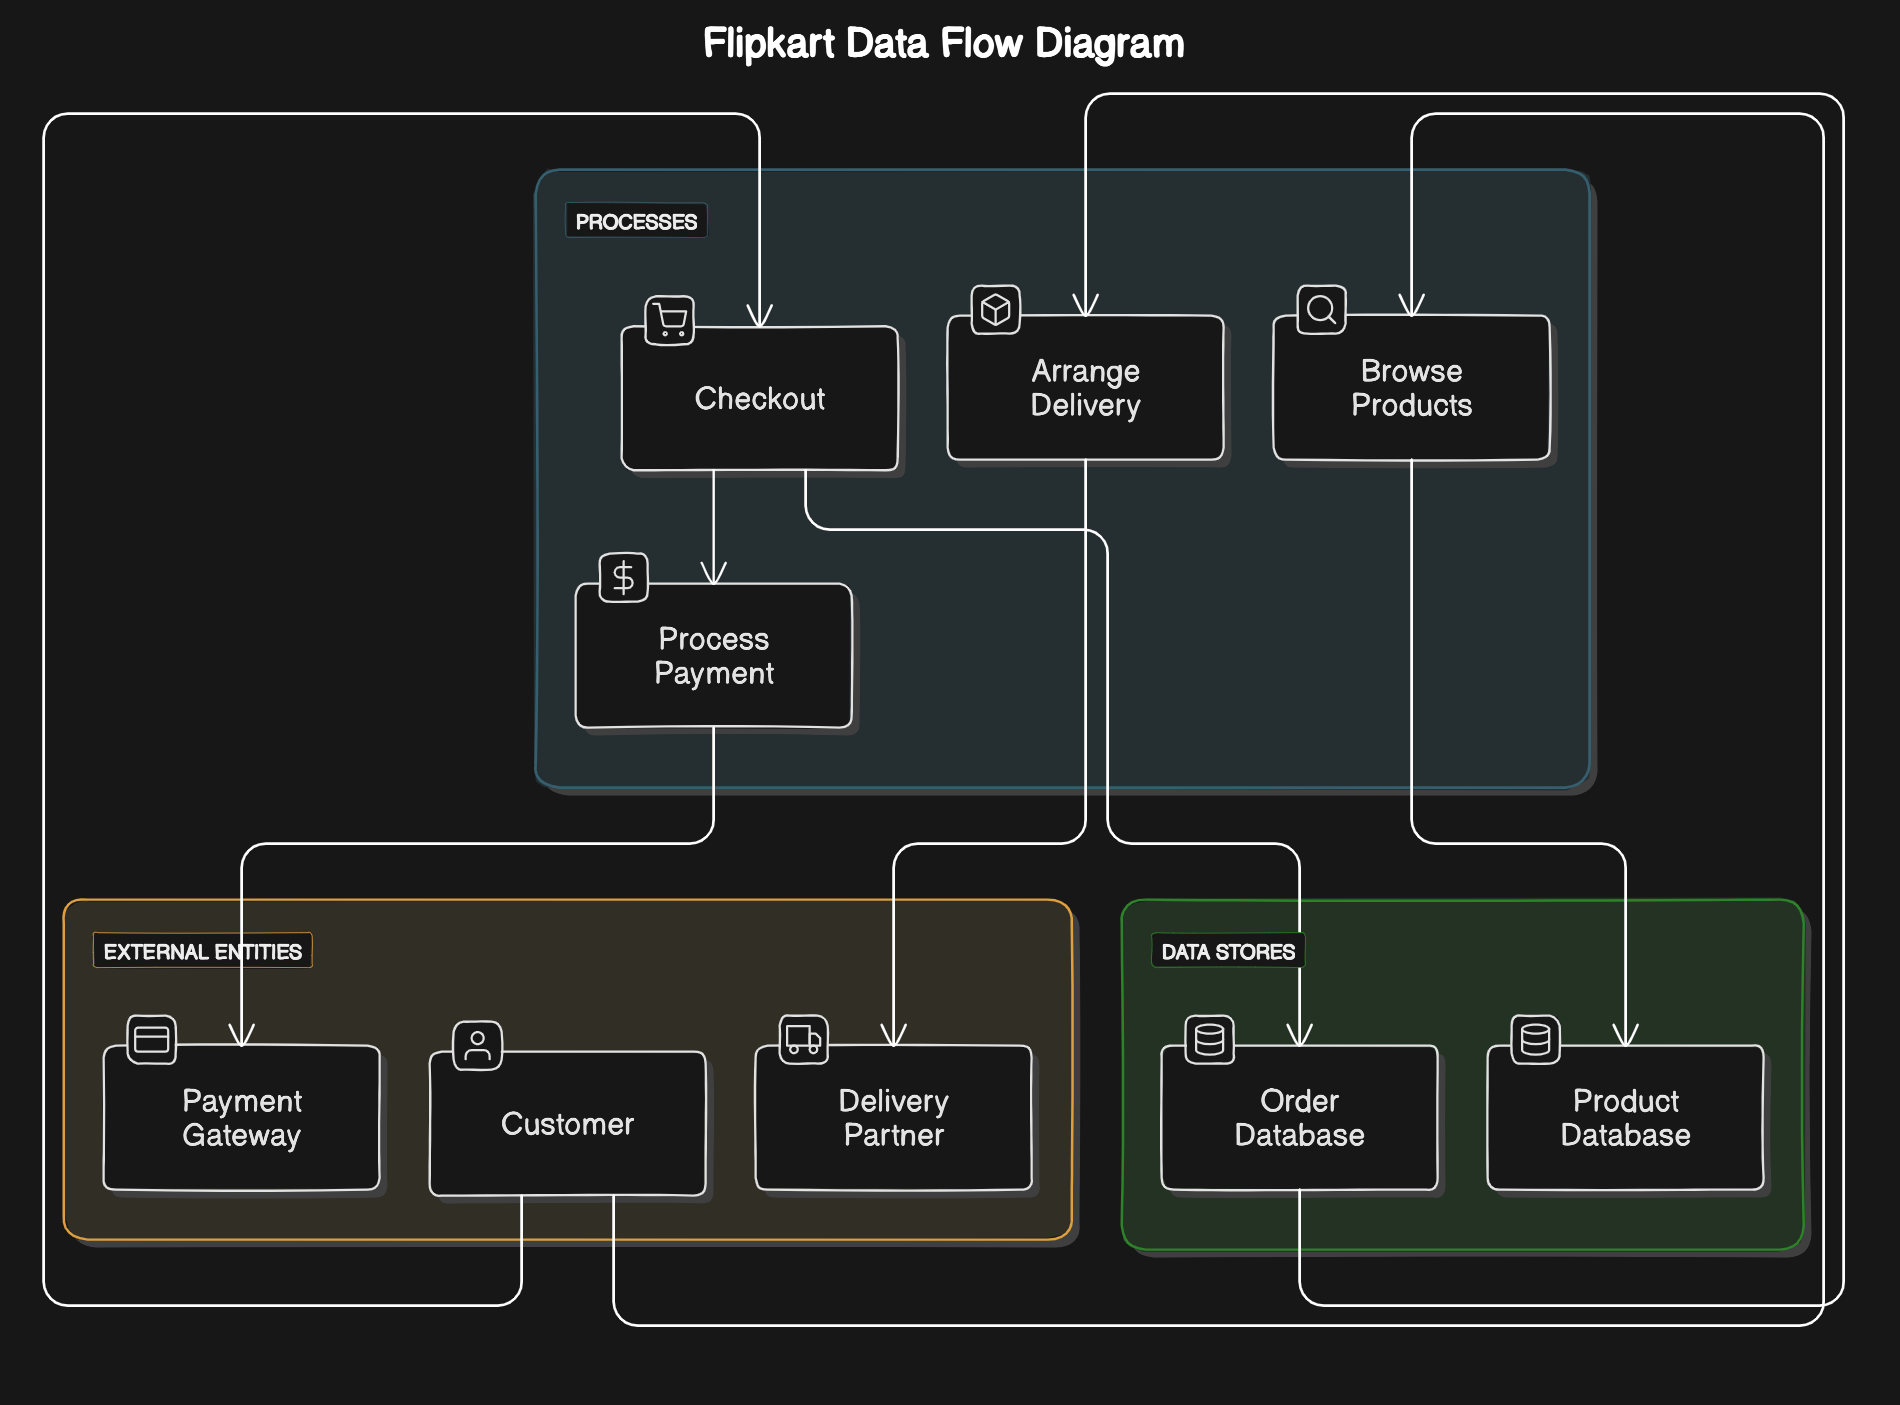 Flipkart Data Flow Diagram
PROCESSES
Checkout
Arrange
Delivery
Browse
Products
Process
Payment
EXTERNAL ENTITIES
Payment
Gateway
Customer
Delivery
Partner
DATA STORES
Order
Database
Product
Database